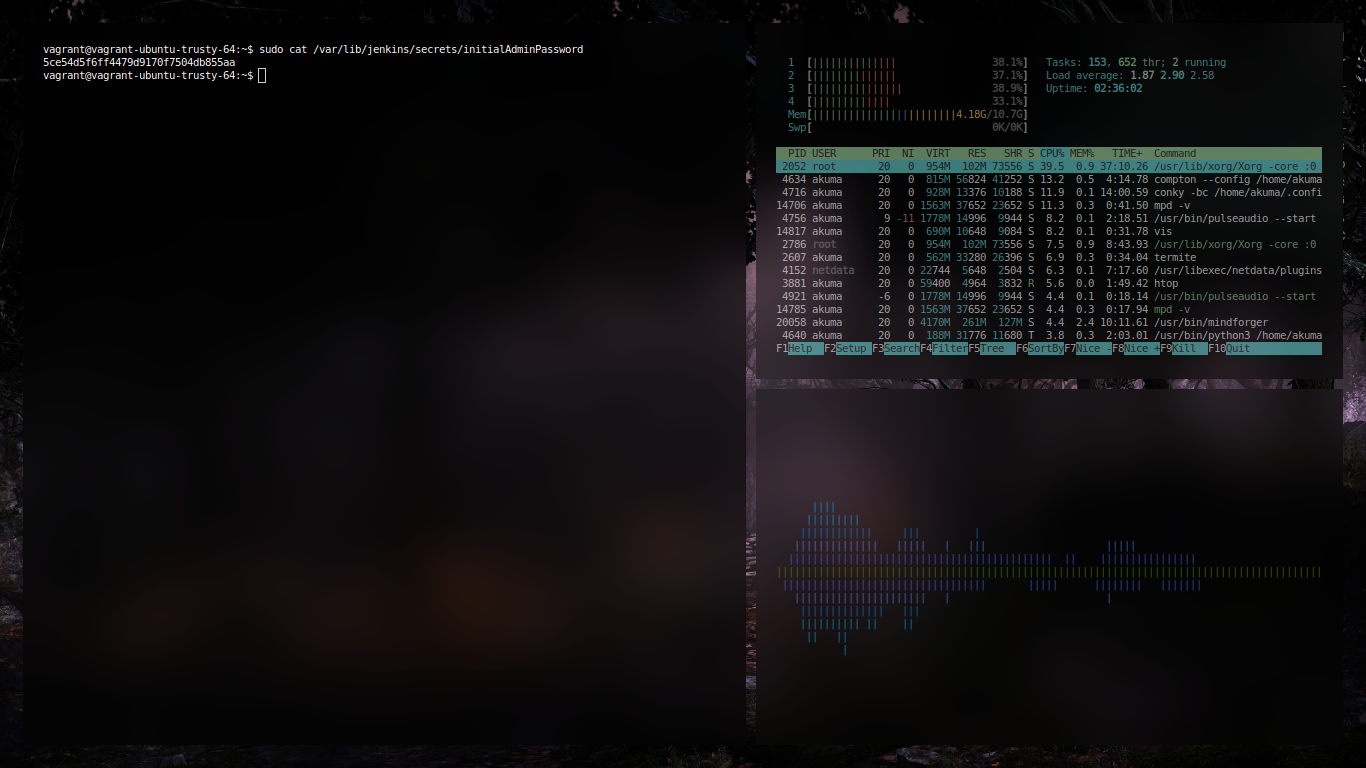 vagrant@vagrant-ubuntu-trusty-64:~$ sudo cat /var/lib/jenkins/secrets/initialAdminPassword
5ce54d5f6ff4479d9170f7504db855aa
vagrant@vagrant-ubuntu-trusty-64:~$
1 [|||||||||||||| 38.1%] Tasks: 153, 652 thr; 2 running
2 [|||||||||||||| 37.1%] Load average: 1.87 2.90 2.58
3 [||||||||||||||| 38.9%] Uptime: 02:36:02
4 [||||||||||||| 33.1%]
Mem[||||||||||||||||||||||||4.18G/10.7G]
Swp[ 0K/0K]
PID USER PRI NI VIRT RES SHR S CPU% MEM% TIME+ Command
2052 root 20 0 954M 102M 73556 S 39.5 0.9 37:10.26 /usr/lib/xorg/Xorg -core :0
4634 akuma 20 0 815M 56824 41252 S 13.2 0.5 4:14.78 compton --config /home/akuma
4716 akuma 20 0 928M 13376 10188 S 11.9 0.1 14:00.59 conky -bc /home/akuma/.confi
14706 akuma 20 0 1563M 37652 23652 S 11.3 0.3 0:41.50 mpd -v
4756 akuma 9 -11 1778M 14996 9944 S 8.2 0.1 2:18.51 /usr/bin/pulseaudio --start
14817 akuma 20 0 690M 10648 9084 S 8.2 0.1 0:31.78 vis
2786 root 20 0 954M 102M 73556 S 7.5 0.9 8:43.93 /usr/lib/xorg/Xorg -core :0
2607 akuma 20 0 562M 33280 26396 S 6.9 0.3 0:34.04 termite
4152 netdata 20 0 22744 5648 2504 S 6.3 0.1 7:17.60 /usr/libexec/netdata/plugins
3881 akuma 20 0 59400 4964 3832 R 5.6 0.0 1:49.42 htop
4921 akuma -6 0 1778M 14996 9944 S 4.4 0.1 0:18.14 /usr/bin/pulseaudio --start
14785 akuma 20 0 1563M 37652 23652 S 4.4 0.3 0:17.94 mpd -v
20058 akuma 20 0 4170M 261M 127M S 4.4 2.4 10:11.61 /usr/bin/mindforger
4640 akuma 20 0 188M 31776 11680 T 3.8 0.3 2:03.01 /usr/bin/python3 /home/akuma
F1Help F2Setup F3SearchF4FilterF5Tree F6SortByF7Nice -F8Nice +F9Kill F10Quit